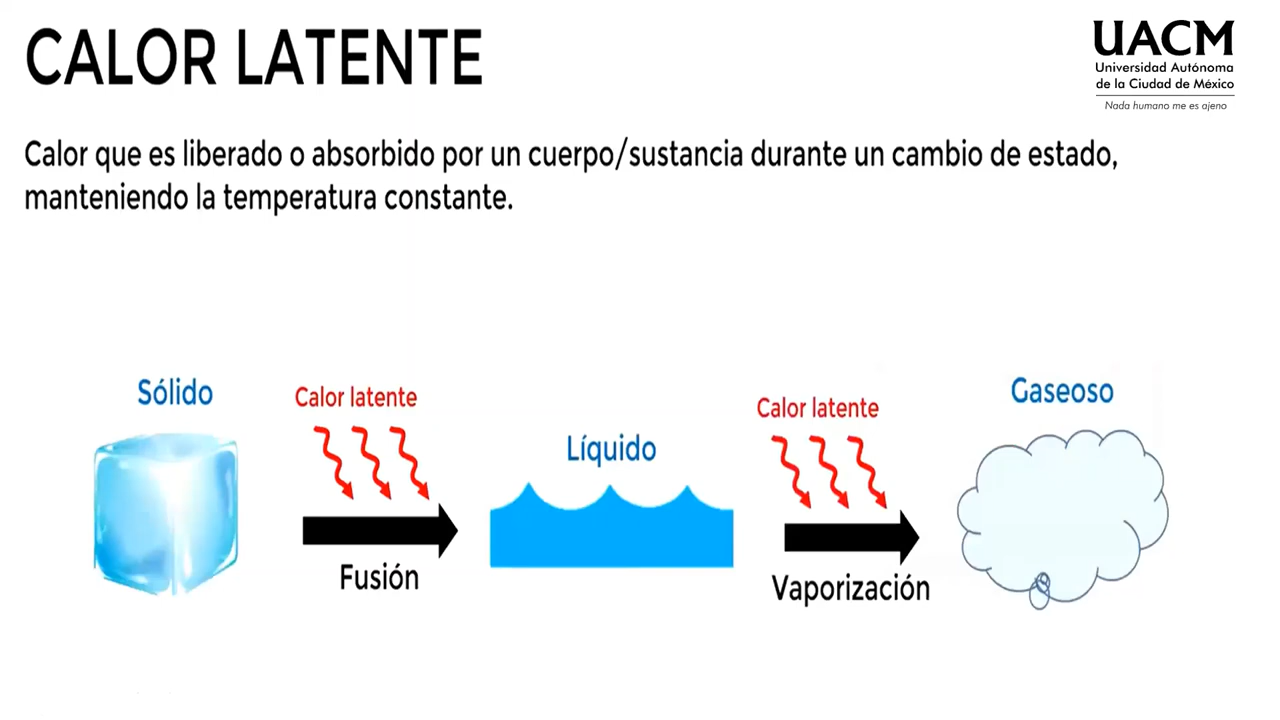 CALOR LATENTE
UACM
Universidad Autónoma
de la Ciudad de México
Nada humano me es ajeno
Calor que es liberado o absorbido por un cuerpo/sustancia durante un cambio de estado,
manteniendo la temperatura constante.
Sólido
Calor latente
Líquido
Calor latente
Gaseoso
Fusión
Vaporización